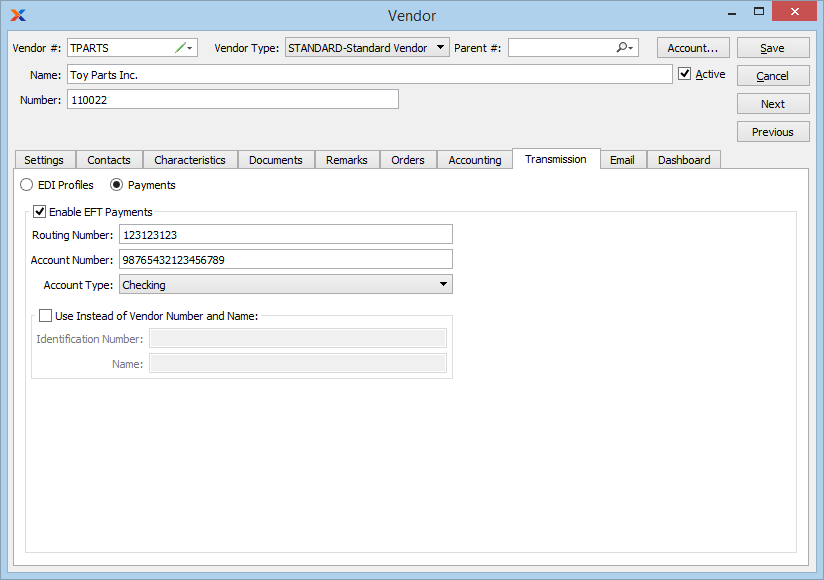 Vendor
Vendor #: TPARTS Vendor Type: STANDARD-Standard Vendor Parent #: Account... Save
Name: Toy Parts Inc. Active Cancel
Number: 110022 Next
Previous
Settings Contacts Characteristics Documents Remarks Orders Accounting Transmission Email Dashboard
EDI Profiles Payments
Enable EFT Payments
Routing Number: 123123123
Account Number: 98765432123456789
Account Type: Checking
Use Instead of Vendor Number and Name:
Identification Number:
Name: